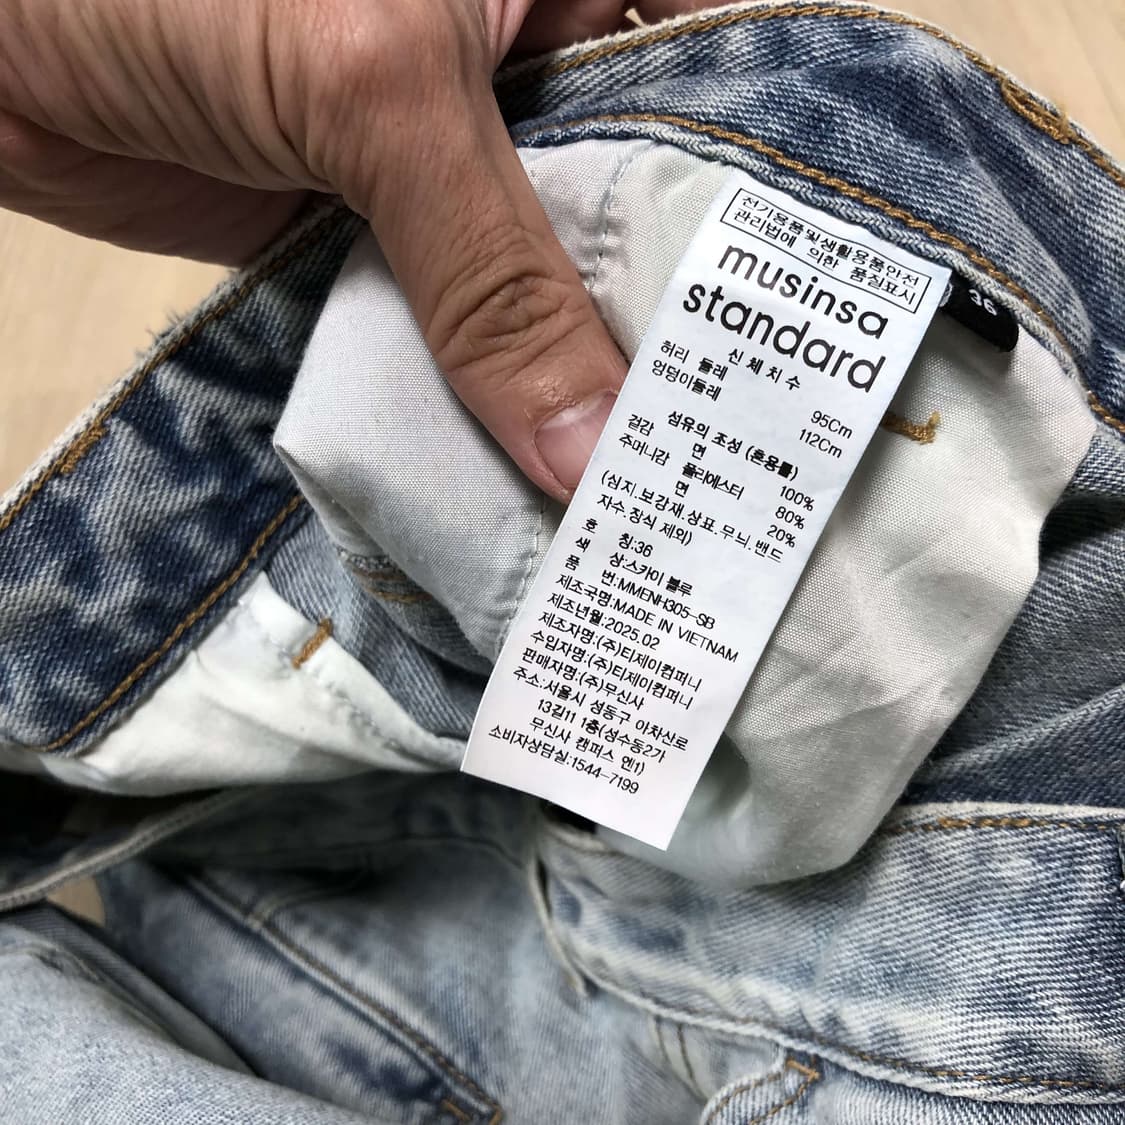 전기용품및생활용품안전
관리법에 의한 품질표시
musinsa
standard
신체치수
허리 둘레 95Cm
엉덩이둘레 112Cm
섬유의 조성 (혼용률)
겉감 면 100%
주머니감 폴리에스터 80%
면 20%
(심지.보강재.상표.무늬.밴드
자수.장식 제외)
호 칭:36
색 상:스카이 블루
품 번:MMENH305-SB
제조국명:MADE IN VIETNAM
제조년월:2025.02
제조자명:(주)티제이컴퍼니
수입자명:(주)티제이컴퍼니
판매자명:(주)무신사
주소:서울시 성동구 아차산로
13길11 1층(성수동2가
무신사 캠퍼스 엔1)
소비자상담실:1544-7199
36